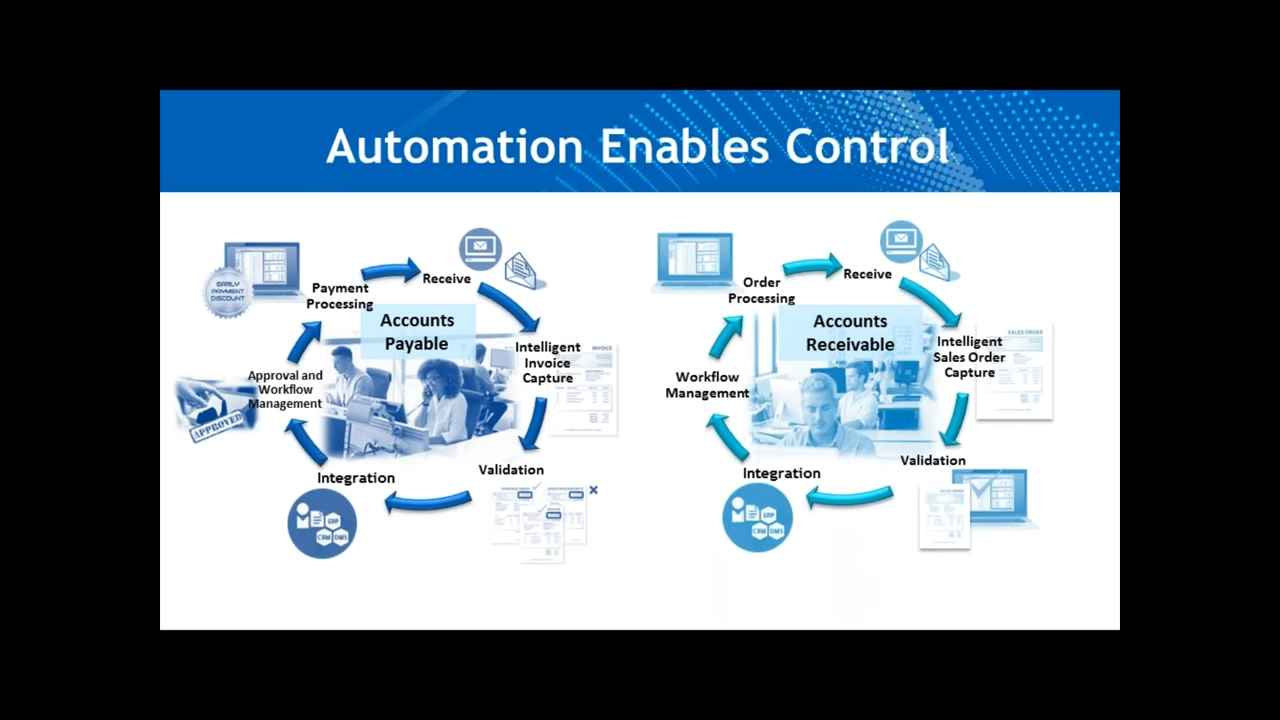 Automation Enables Control
Accounts
Payable
Receive
Intelligent
Invoice
Capture
INVOICE
Validation
Integration
ERP
CRM
DMS
Approval and
Workflow
Management
APPROVED
Payment
Processing
EARLY
PAYMENT
DISCOUNT
Accounts
Receivable
Receive
Intelligent
Sales Order
Capture
SALES ORDER
Validation
Integration
ERP
CRM
DMS
Workflow
Management
Order
Processing